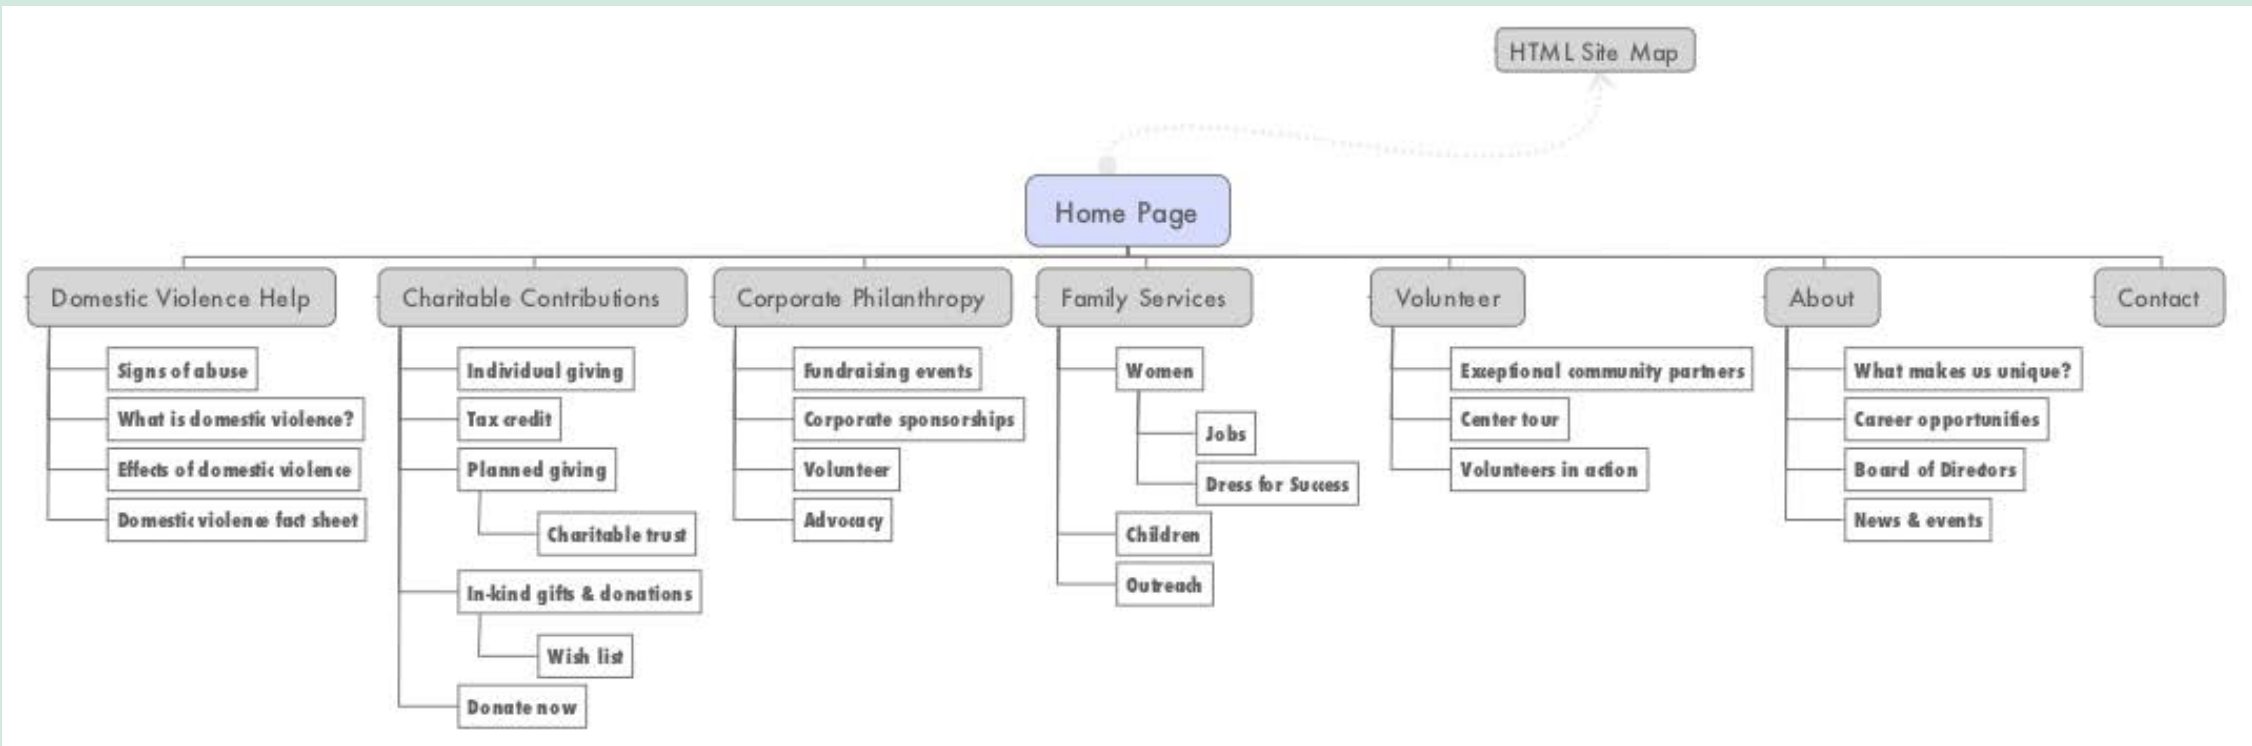 HTML Site Map
Home Page
Domestic Violence Help
Signs of abuse
What is domestic violence?
Effects of domestic violence
Domestic violence fact sheet
Charitable Contributions
Individual giving
Tax credit
Planned giving
Charitable trust
In-kind gifts & donations
Wish list
Donate now
Corporate Philanthropy
Fundraising events
Corporate sponsorships
Volunteer
Advocacy
Family Services
Women
Jobs
Dress for Success
Children
Outreach
Volunteer
Exceptional community partners
Center tour
Volunteers in action
About
What makes us unique?
Career opportunities
Board of Directors
News & events
Contact